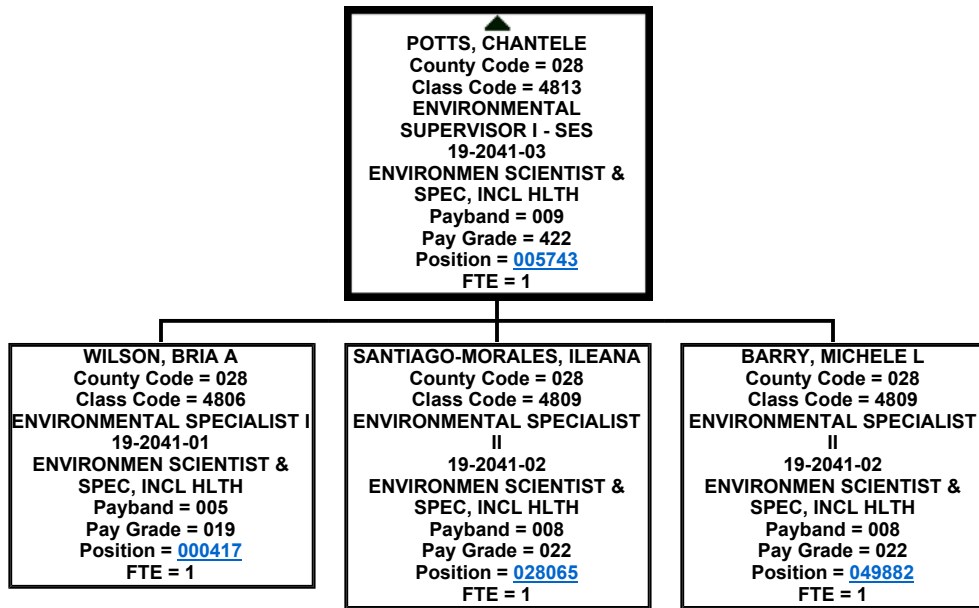 POTTS, CHANTELE
County Code = 028
Class Code = 4813
ENVIRONMENTAL
SUPERVISOR I - SES
19-2041-03
ENVIRONMEN SCIENTIST &
SPEC, INCL HLTH
Payband = 009
Pay Grade = 422
Position = 005743
FTE = 1
WILSON, BRIA A
County Code = 028
Class Code = 4806
ENVIRONMENTAL SPECIALIST I
19-2041-01
ENVIRONMEN SCIENTIST &
SPEC, INCL HLTH
Payband = 005
Pay Grade = 019
Position = 000417
FTE = 1
SANTIAGO-MORALES, ILEANA
County Code = 028
Class Code = 4809
ENVIRONMENTAL SPECIALIST
II
19-2041-02
ENVIRONMEN SCIENTIST &
SPEC, INCL HLTH
Payband = 008
Pay Grade = 022
Position = 028065
FTE = 1
BARRY, MICHELE L
County Code = 028
Class Code = 4809
ENVIRONMENTAL SPECIALIST
II
19-2041-02
ENVIRONMEN SCIENTIST &
SPEC, INCL HLTH
Payband = 008
Pay Grade = 022
Position = 049882
FTE = 1